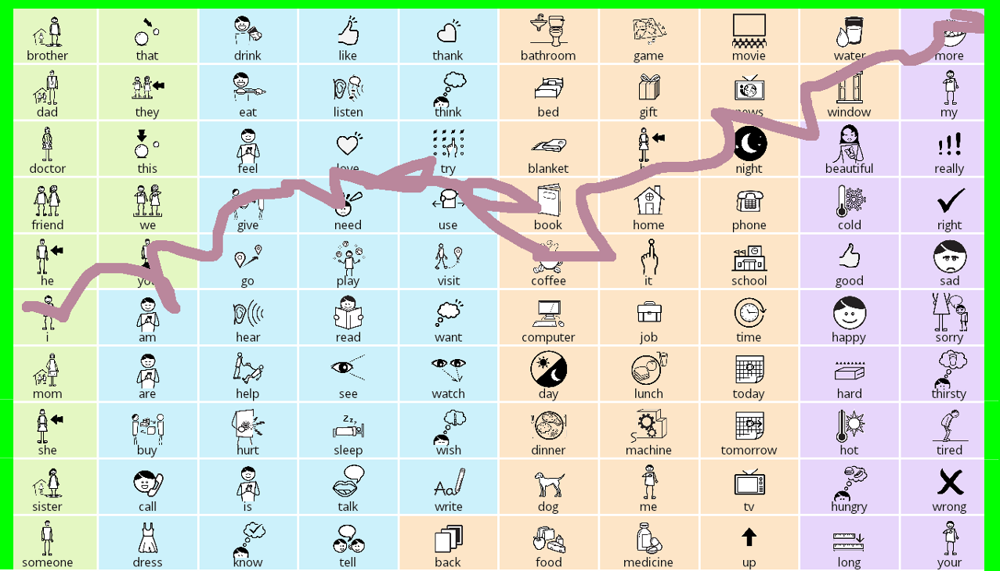 brother that drink like thank bathroom game movie water more
dad they eat listen think bed gift news window my
doctor this feel love try blanket night beautiful really
friend we give need use book home phone cold right
he go play visit coffee it school good sad
i am hear read want computer job time happy sorry
mom are help see watch day lunch today hard thirsty
she buy hurt sleep wish dinner machine tomorrow hot tired
sister call is talk write dog me tv hungry wrong
someone dress know tell back food medicine up long your